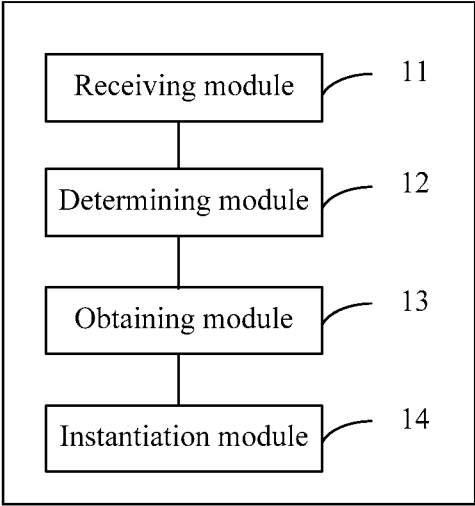 Receiving module 11
Determining module 12
Obtaining module 13
Instantiation module 14